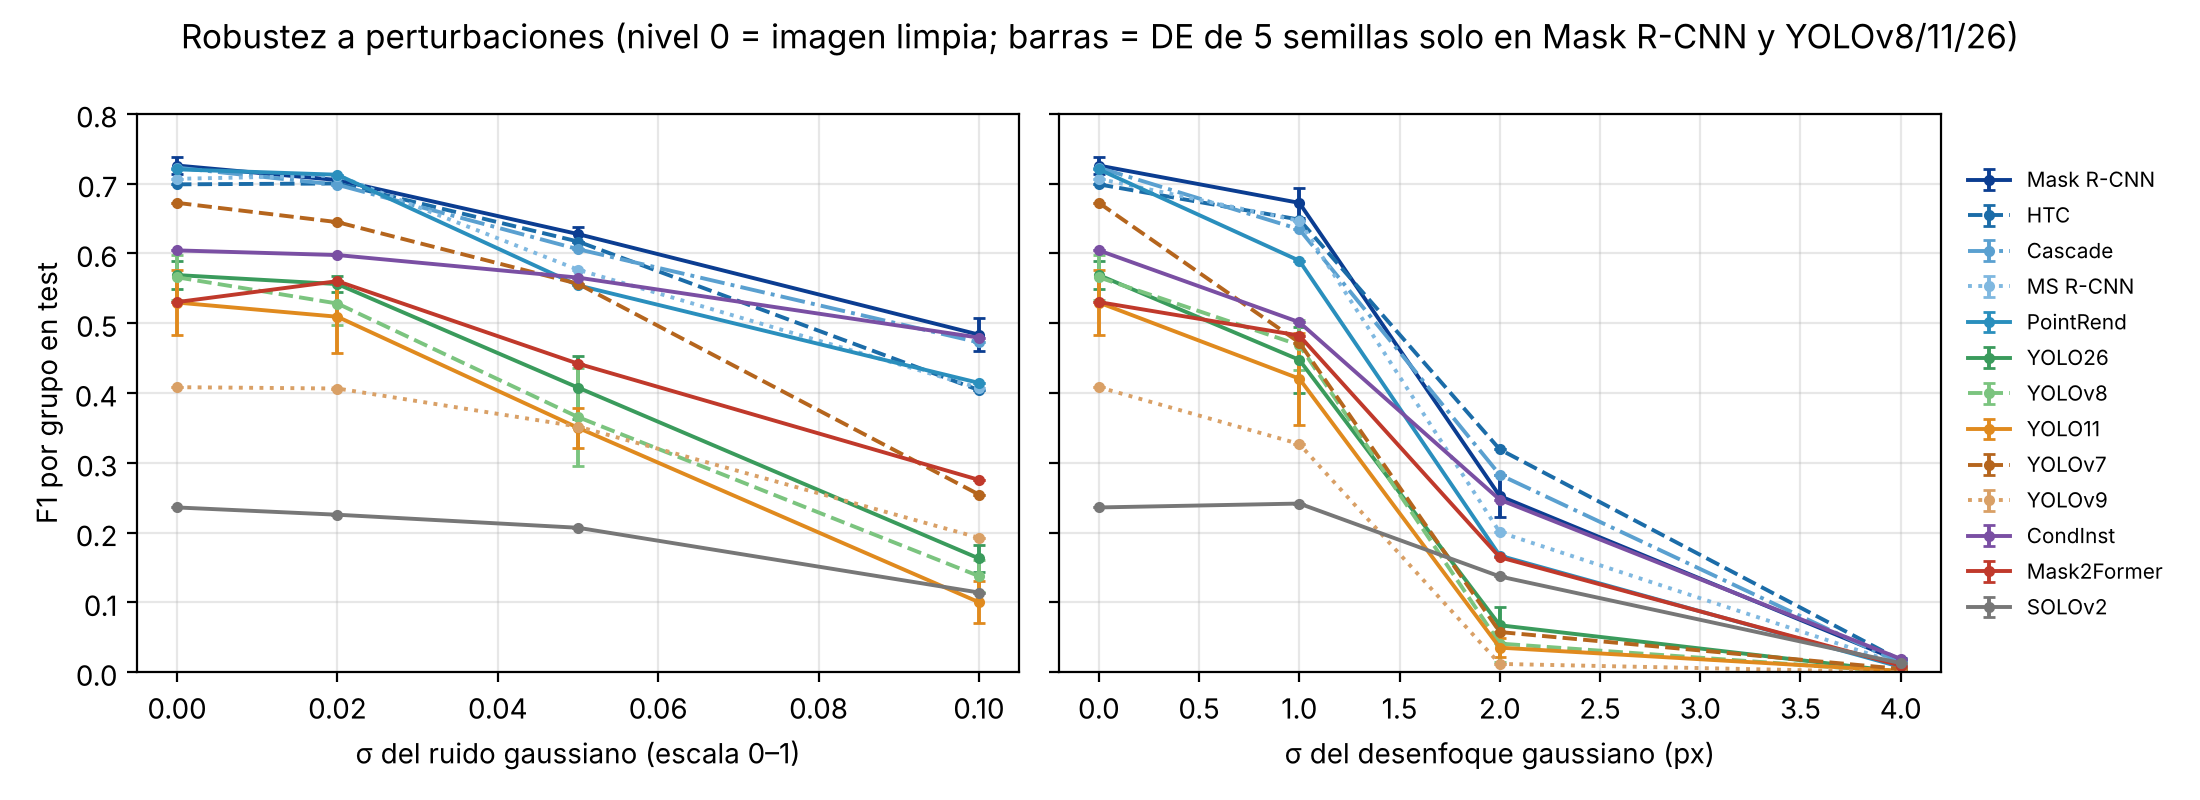 Robustez a perturbaciones (nivel 0 = imagen limpia; barras = DE de 5 semillas solo en Mask R-CNN y YOLOv8/11/26)
F1 por grupo en test
0.8
0.7
0.6
0.5
0.4
0.3
0.2
0.1
0.0
0.00 0.02 0.04 0.06 0.08 0.10
σ del ruido gaussiano (escala 0–1)
0.0 0.5 1.0 1.5 2.0 2.5 3.0 3.5 4.0
σ del desenfoque gaussiano (px)
Mask R-CNN
HTC
Cascade
MS R-CNN
PointRend
YOLO26
YOLOv8
YOLO11
YOLOv7
YOLOv9
CondInst
Mask2Former
SOLOv2